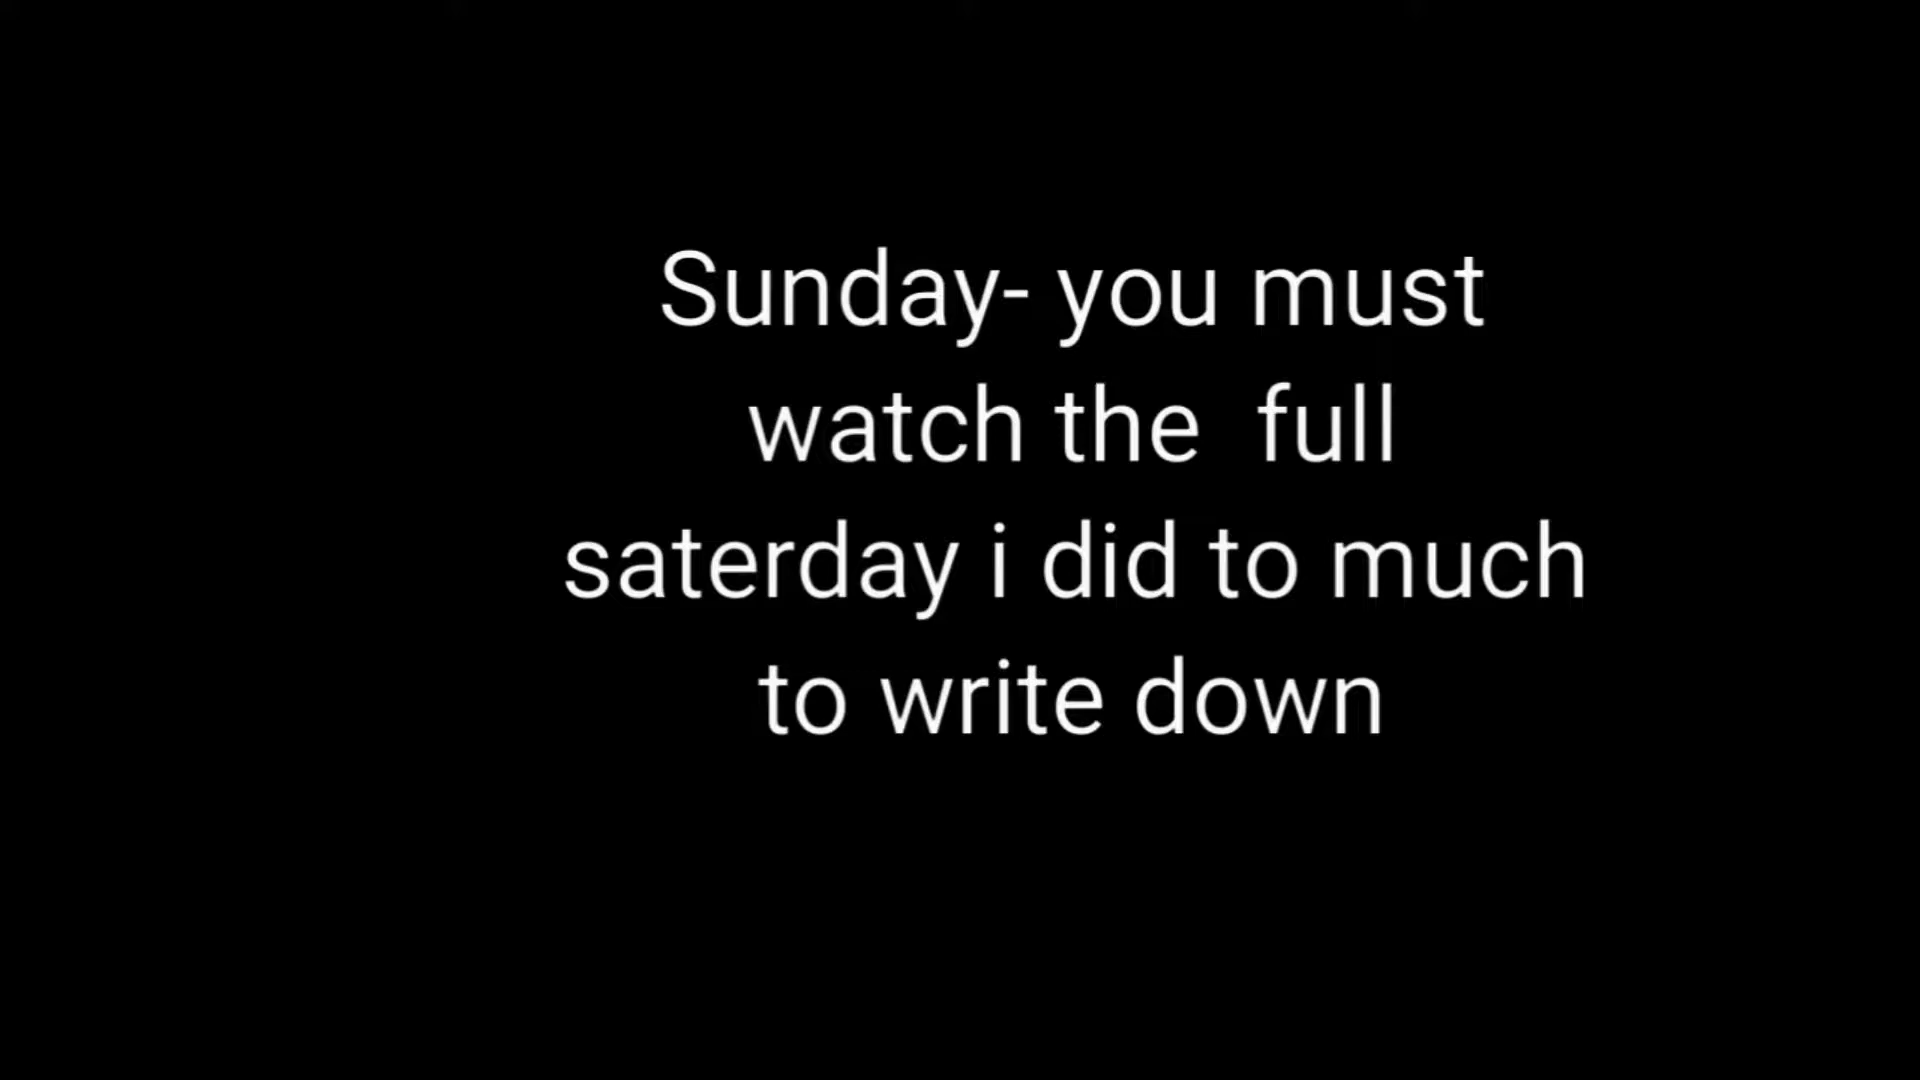 Sunday- you must
watch the  full
saterday i did to much
to write down